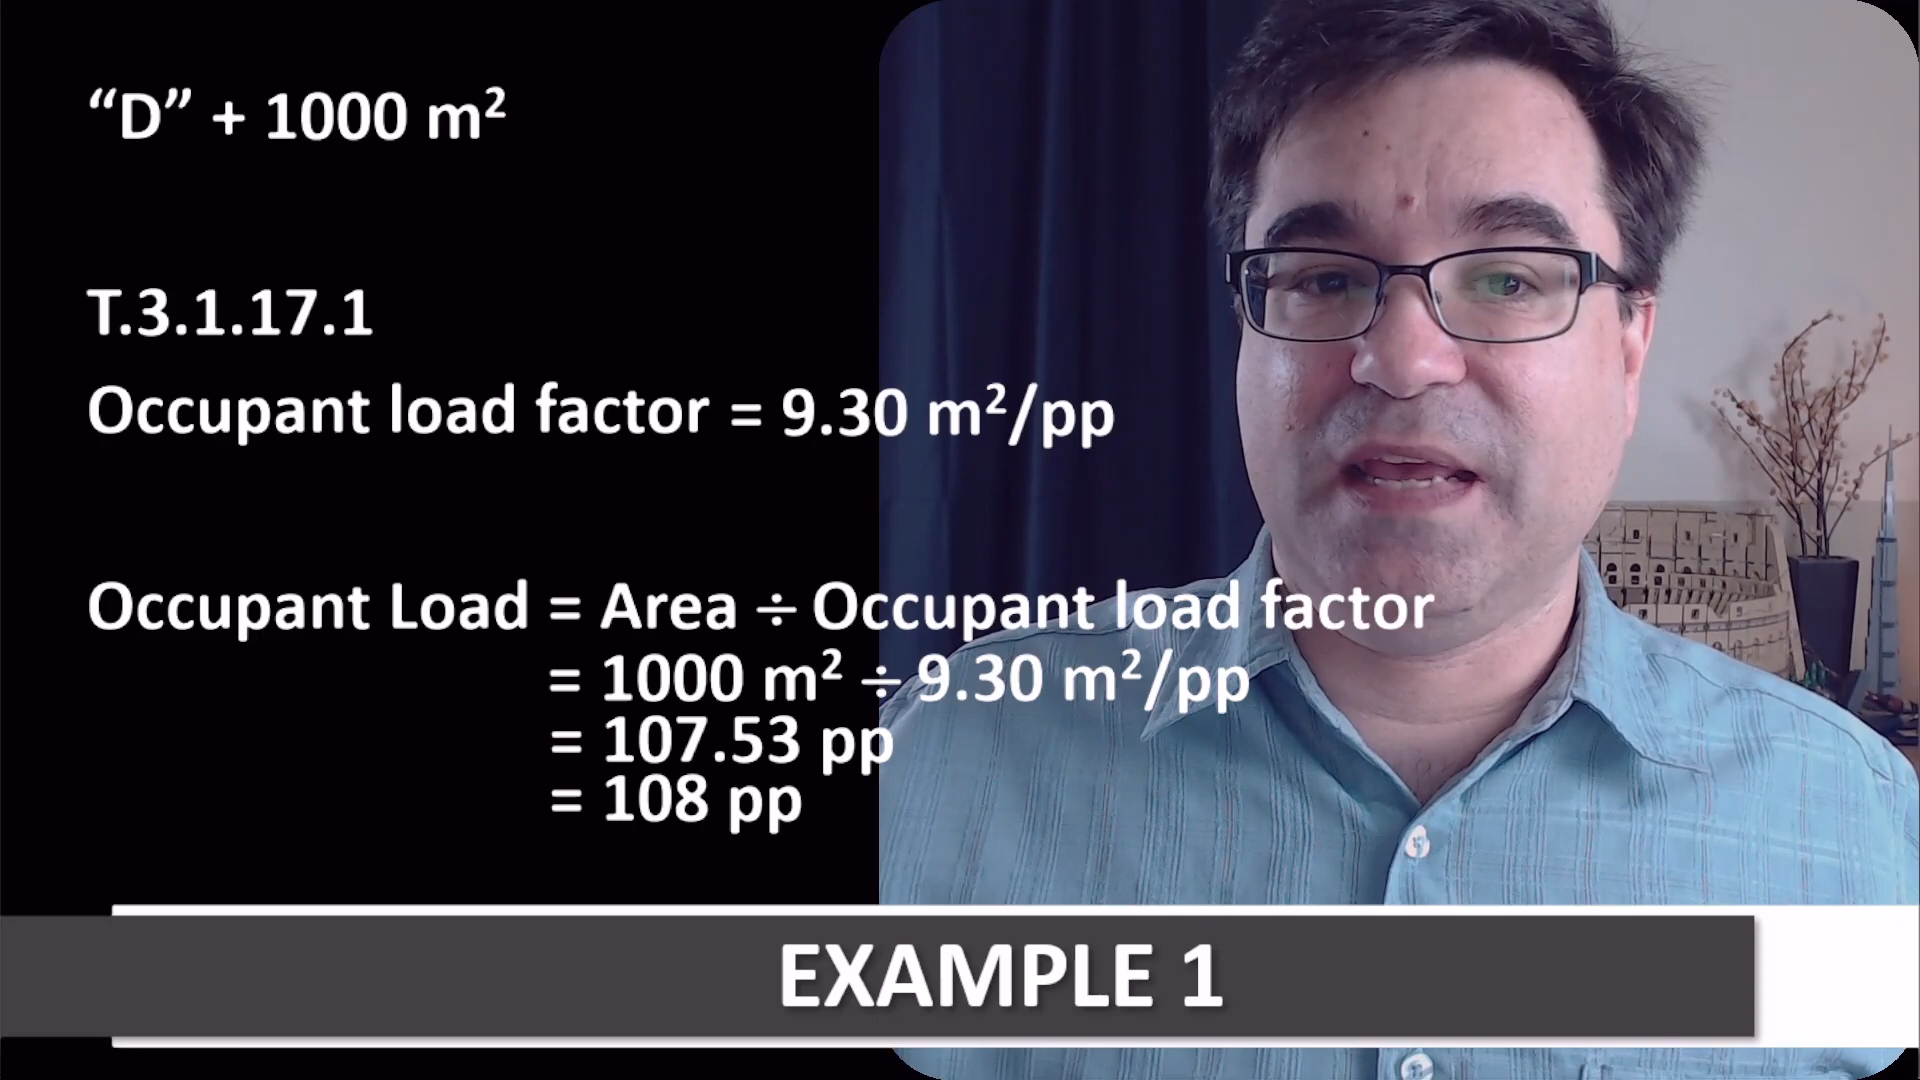 “D” + 1000 m²
T.3.1.17.1
Occupant load factor = 9.30 m²/pp
Occupant Load = Area ÷ Occupant load factor
= 1000 m² ÷ 9.30 m²/pp
= 107.53 pp
= 108 pp
EXAMPLE 1